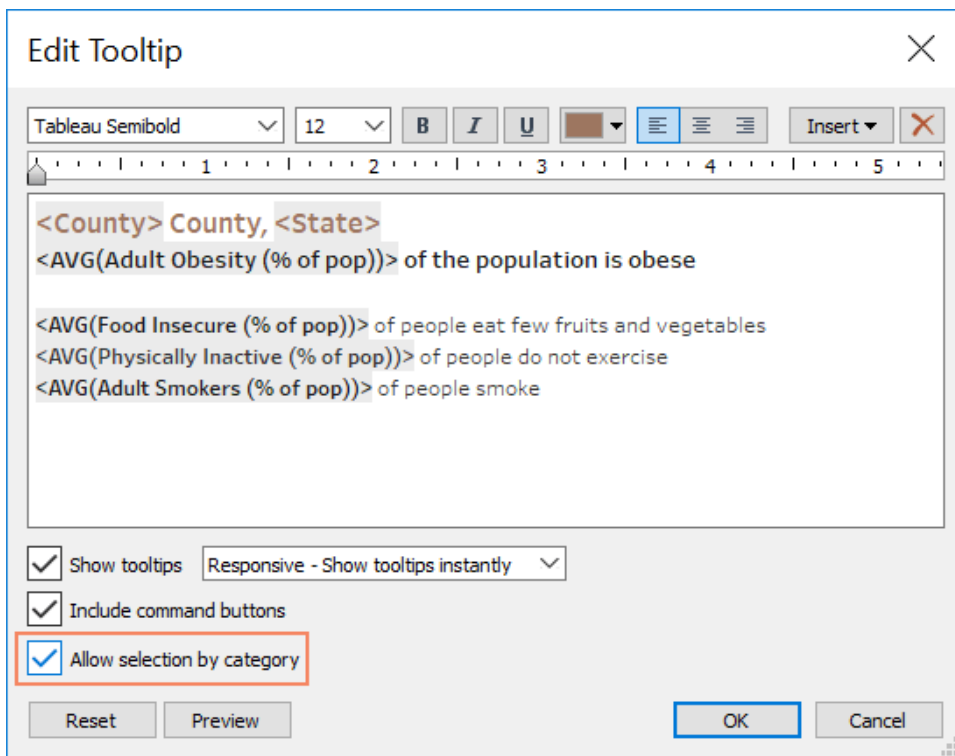 Edit Tooltip
Tableau Semibold 12 B I U Insert
1 2 3 4 5
<County> County, <State>
<AVG(Adult Obesity (% of pop))> of the population is obese
<AVG(Food Insecure (% of pop))> of people eat few fruits and vegetables
<AVG(Physically Inactive (% of pop))> of people do not exercise
<AVG(Adult Smokers (% of pop))> of people smoke
Show tooltips Responsive - Show tooltips instantly
Include command buttons
Allow selection by category
Reset Preview OK Cancel